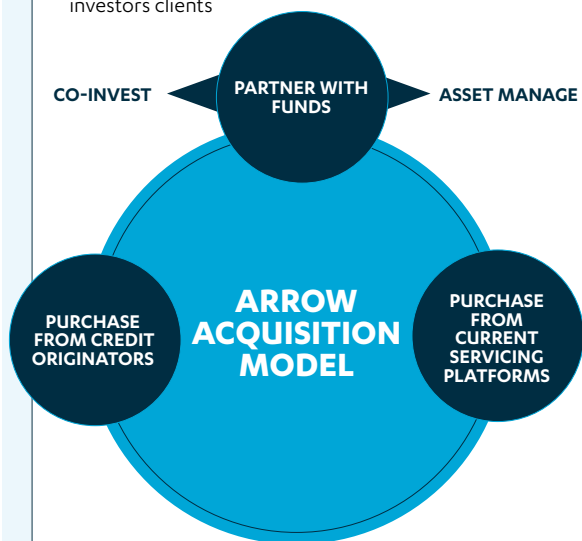 investors clients
CO-INVEST
PARTNER WITH
FUNDS
ASSET MANAGE
PURCHASE
FROM CREDIT
ORIGINATORS
ARROW
ACQUISITION
MODEL
PURCHASE
FROM
CURRENT
SERVICING
PLATFORMS